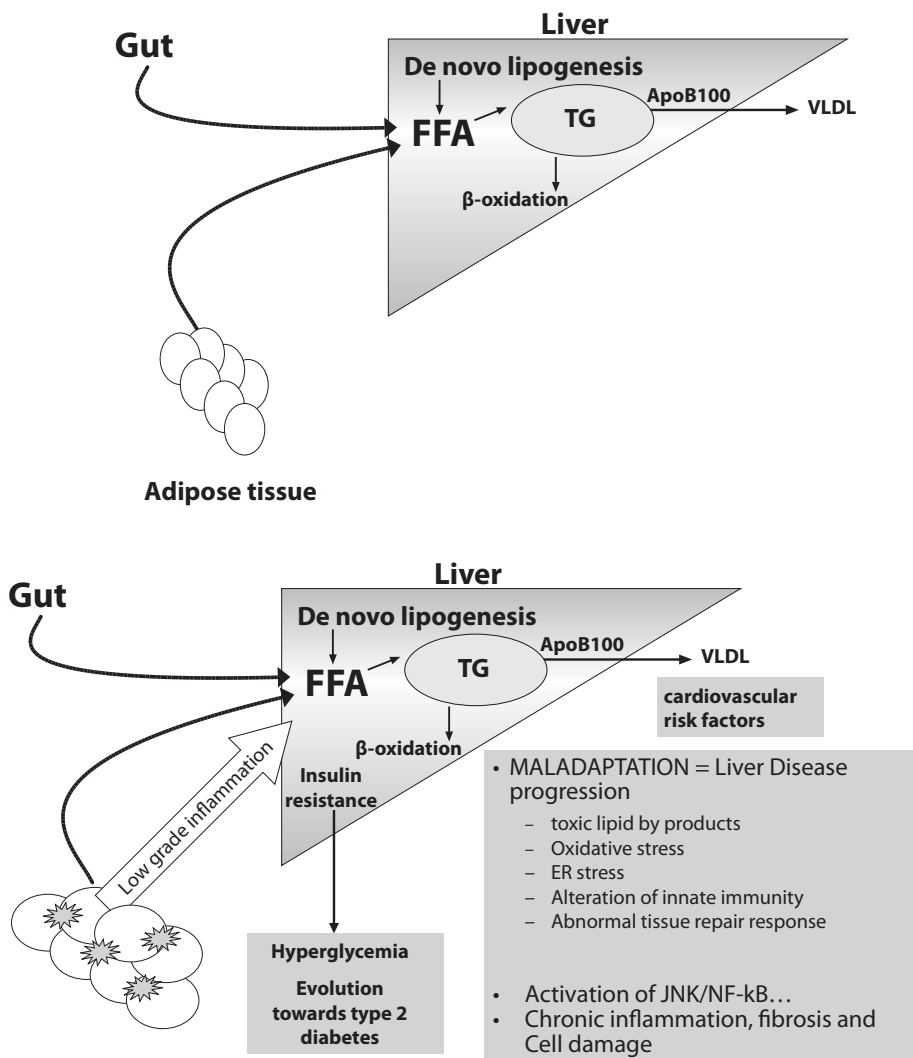 Liver
Gut
De novo lipogenesis
ApoB100
VLDL
FFA
TG
β-oxidation
Adipose tissue
Liver
Gut
De novo lipogenesis
ApoB100
VLDL
FFA
TG
cardiovascular
risk factors
β-oxidation
Insulin
resistance
Low grade inflammation
• MALADAPTATION = Liver Disease
progression
– toxic lipid by products
– Oxidative stress
– ER stress
– Alteration of innate immunity
– Abnormal tissue repair response
Hyperglycemia
Evolution
towards type 2
diabetes
• Activation of JNK/NF-kB...
• Chronic inflammation, fibrosis and
Cell damage